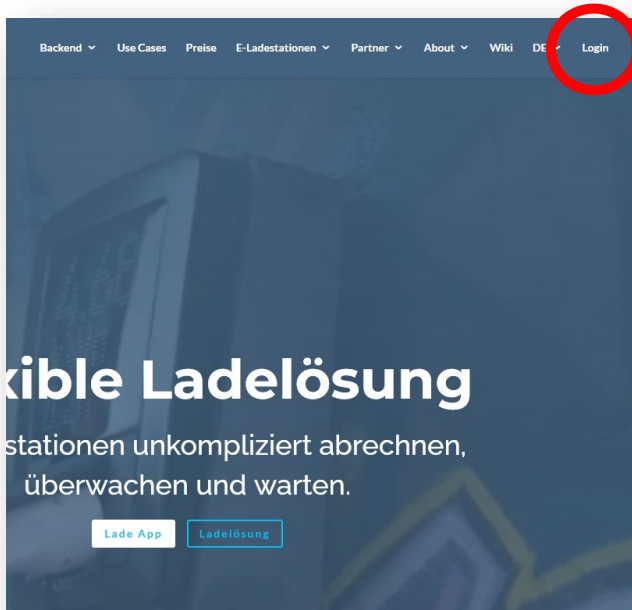 Backend Use Cases Preise E-Ladestationen Partner About Wiki DE Login
xible Ladelösung
stationen unkompliziert abrechnen,
überwachen und warten.
Lade App Ladelösung